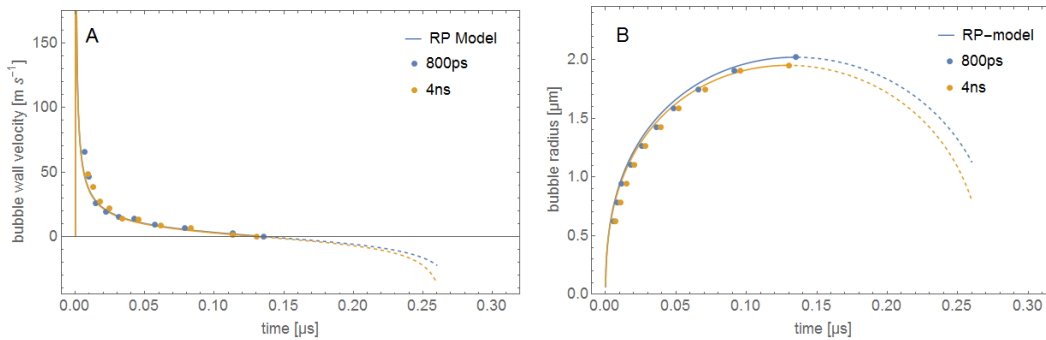 A
RP Model
800ps
4ns
bubble wall velocity [m s⁻¹]
150
100
50
0
0.00 0.05 0.10 0.15 0.20 0.25 0.30
time [µs]
B
RP-model
800ps
4ns
bubble radius [µm]
2.0
1.5
1.0
0.5
0.0
0.00 0.05 0.10 0.15 0.20 0.25 0.30
time [µs]